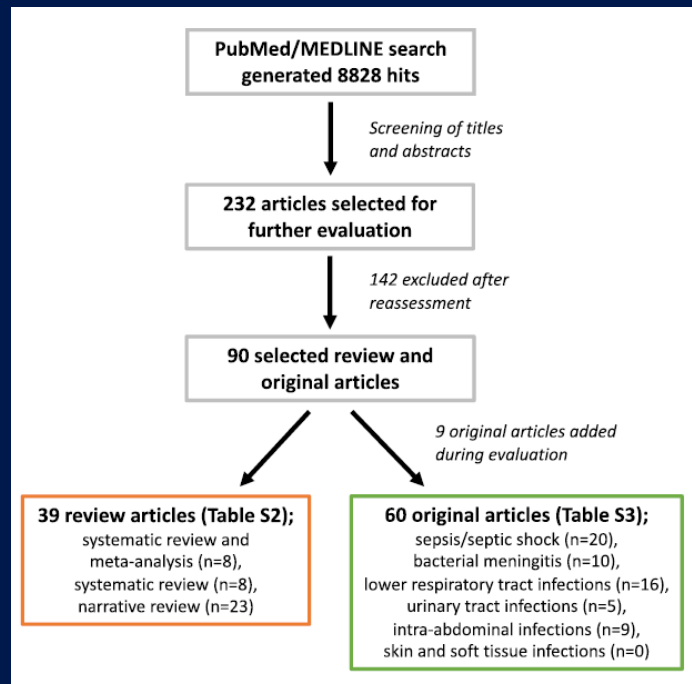 PubMed/MEDLINE search
generated 8828 hits
Screening of titles
and abstracts
232 articles selected for
further evaluation
142 excluded after
reassessment
90 selected review and
original articles
9 original articles added
during evaluation
39 review articles (Table S2);
systematic review and
meta-analysis (n=8),
systematic review (n=8),
narrative review (n=23)
60 original articles (Table S3);
sepsis/septic shock (n=20),
bacterial meningitis (n=10),
lower respiratory tract infections (n=16),
urinary tract infections (n=5),
intra-abdominal infections (n=9),
skin and soft tissue infections (n=0)